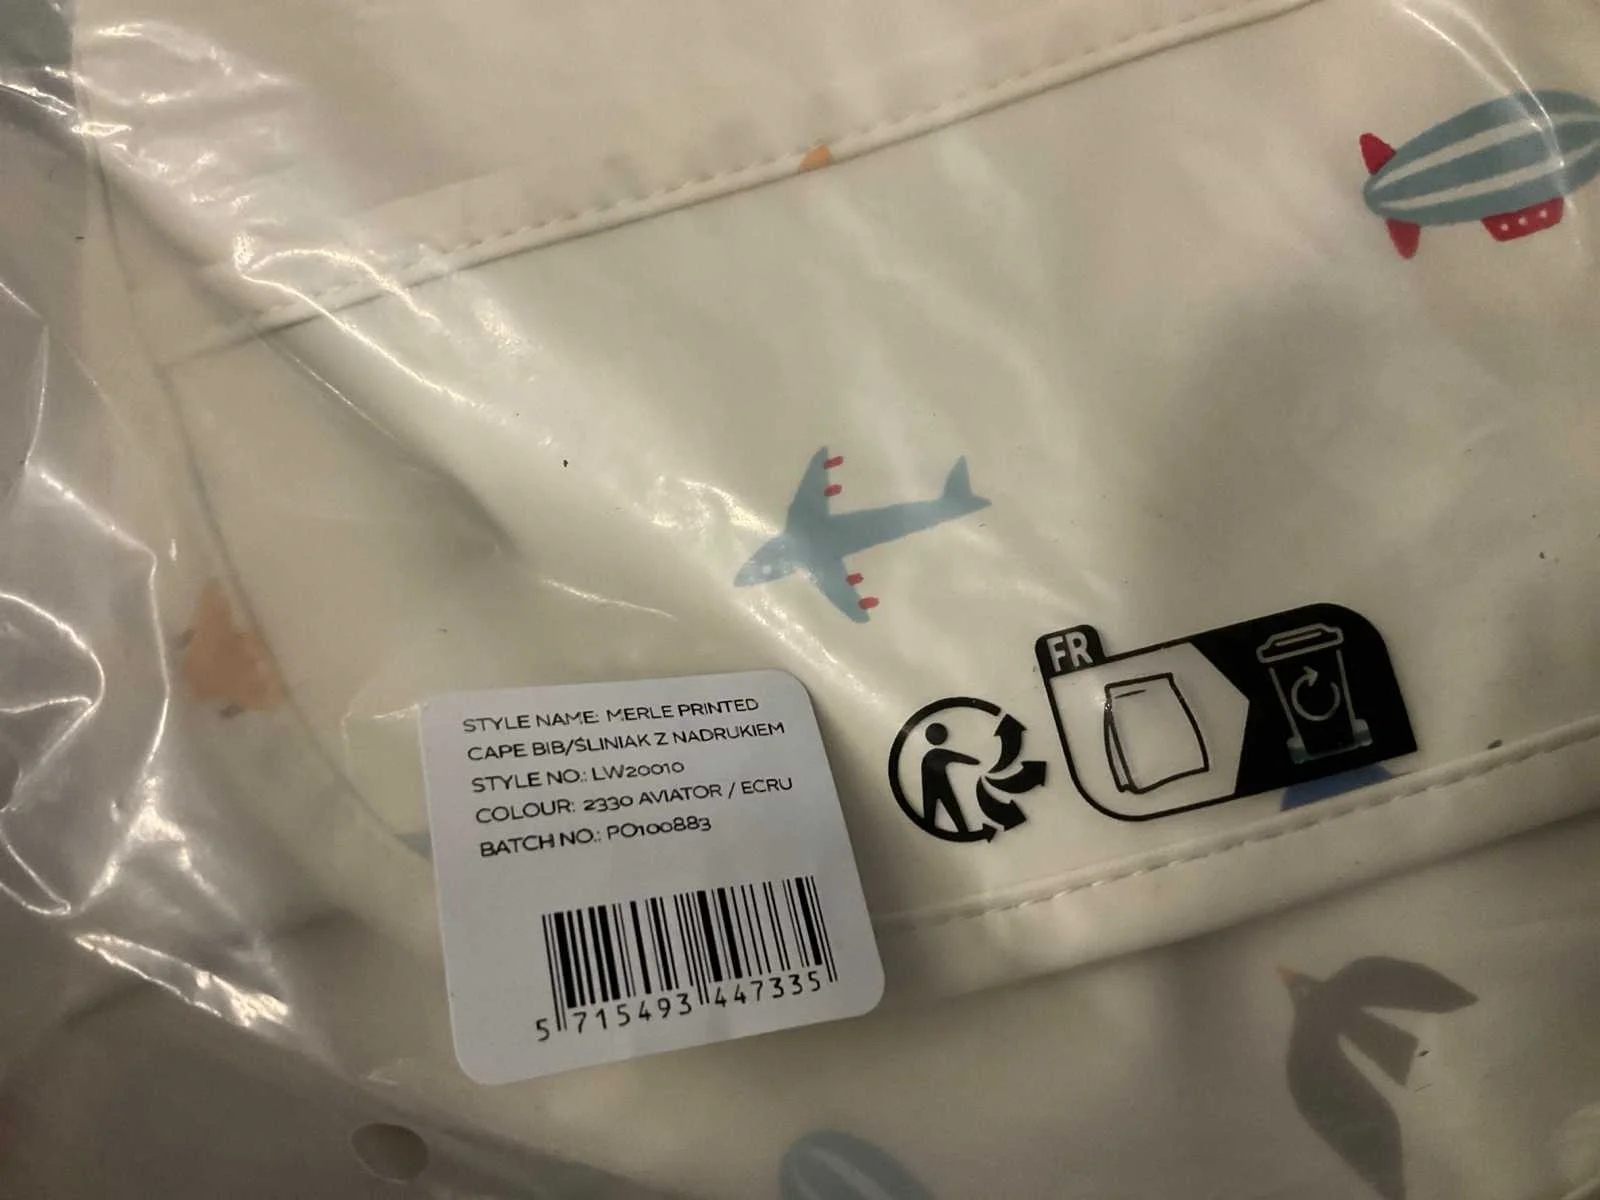 STYLE NAME: MERLE PRINTED
CAPE BIB/ŚLINIAK Z NADRUKIEM
STYLE NO.: LW20010
COLOUR: 2330 AVIATOR / ECRU
BATCH NO.: PO100883
5 715493 447335
FR